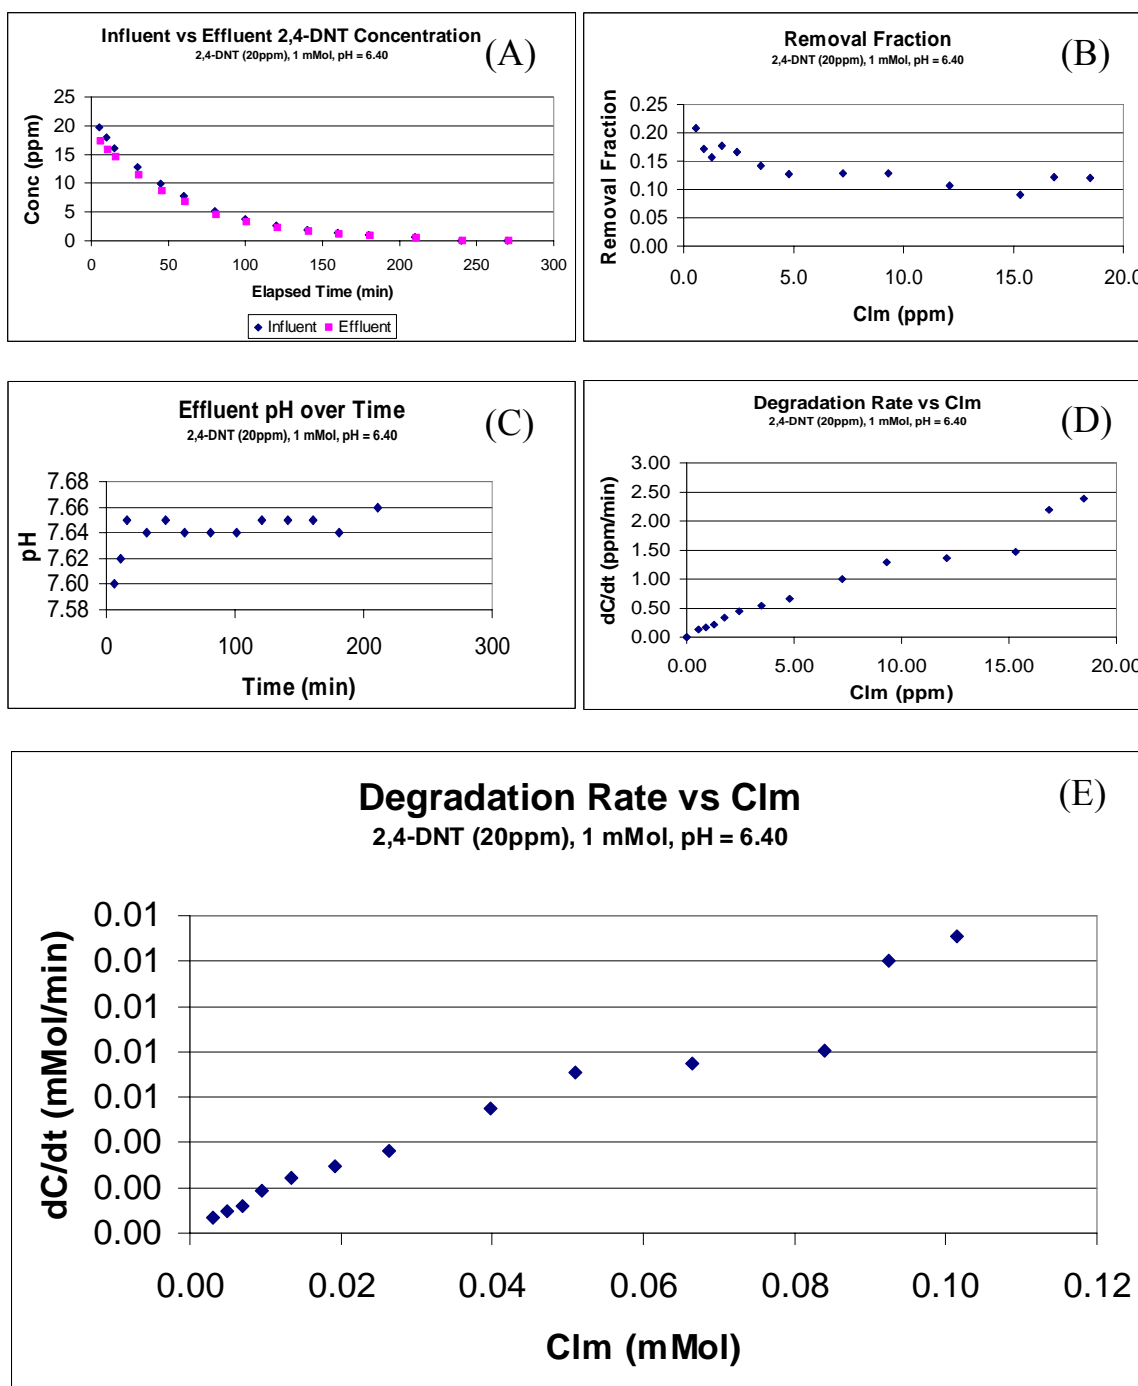 Influent vs Effluent 2,4-DNT Concentration
2,4-DNT (20ppm), 1 mMol, pH = 6.40
(A)
Conc (ppm)
25
20
15
10
5
0
0 50 100 150 200 250 300
Elapsed Time (min)
Influent Effluent
Removal Fraction
2,4-DNT (20ppm), 1 mMol, pH = 6.40
(B)
Removal Fraction
0.25
0.20
0.15
0.10
0.05
0.00
0.0 5.0 10.0 15.0 20.0
Clm (ppm)
Effluent pH over Time
2,4-DNT (20ppm), 1 mMol, pH = 6.40
(C)
pH
7.68
7.66
7.64
7.62
7.60
7.58
0 100 200 300
Time (min)
Degradation Rate vs Clm
2,4-DNT (20ppm), 1 mMol, pH = 6.40
(D)
dC/dt (ppm/min)
3.00
2.50
2.00
1.50
1.00
0.50
0.00
0.00 5.00 10.00 15.00 20.00
Clm (ppm)
Degradation Rate vs Clm
2,4-DNT (20ppm), 1 mMol, pH = 6.40
(E)
dC/dt (mMol/min)
0.01
0.01
0.01
0.01
0.01
0.00
0.00
0.00
0.00 0.02 0.04 0.06 0.08 0.10 0.12
Clm (mMol)